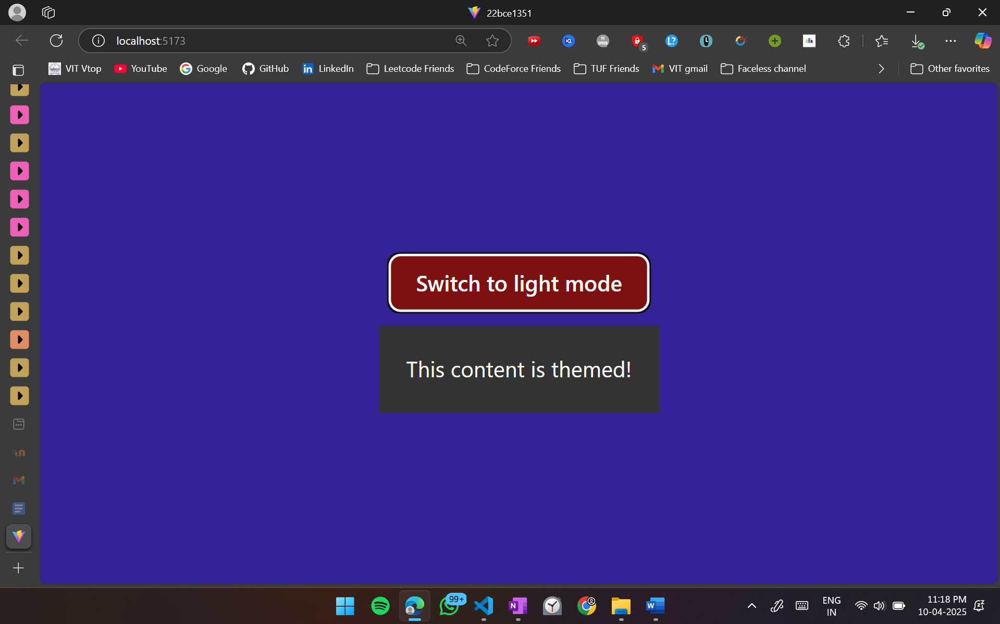 22bce1351
localhost:5173
YT
SPEED
5
L?
VIT Vtop
YouTube
Google
GitHub
LinkedIn
Leetcode Friends
CodeForce Friends
TUF Friends
VIT gmail
Faceless channel
Other favorites
Switch to light mode
This content is themed!
99+
N
W
ENG
IN
11:18 PM
10-04-2025